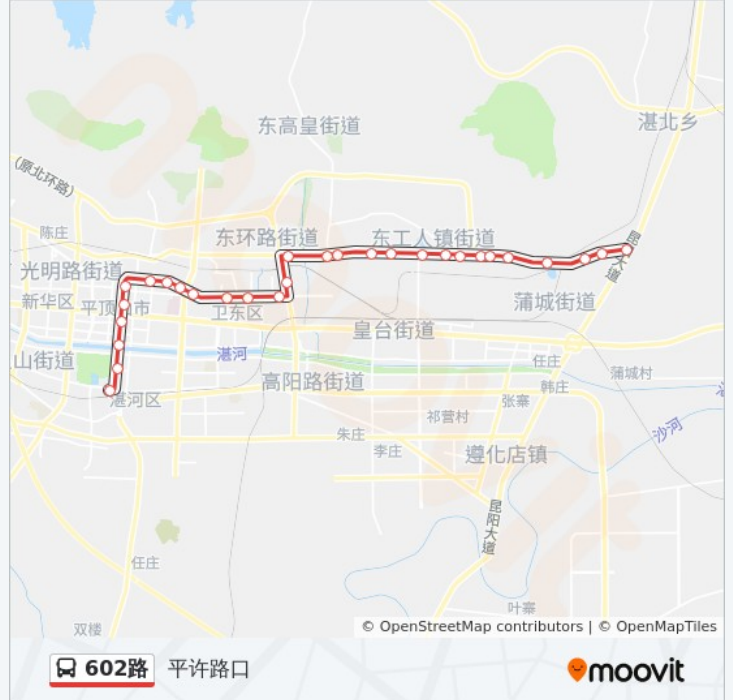 东高皇街道
湛北乡
(原北环路)
陈庄
东环路街道
东工人镇街道
昆
大
道
光明路街道
新华区
平顶
市
卫东区
蒲城街道
皇台街道
山街道
湛河
任庄
蒲城村
高阳路街道
韩庄
湛河区
张寨
祁营村
沙河
朱庄
李庄
遵化店镇
昆阳大道
任庄
叶寨
双楼
© OpenStreetMap contributors | © OpenMapTiles
602路
平许路口
moovit